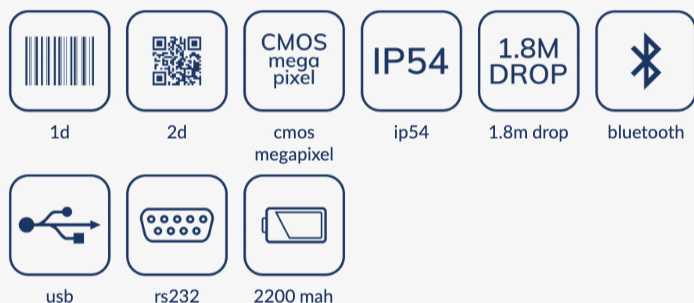 CMOS
mega
pixel
IP54
1.8M
DROP
1d
2d
cmos
megapixel
ip54
1.8m drop
bluetooth
usb
rs232
2200 mah